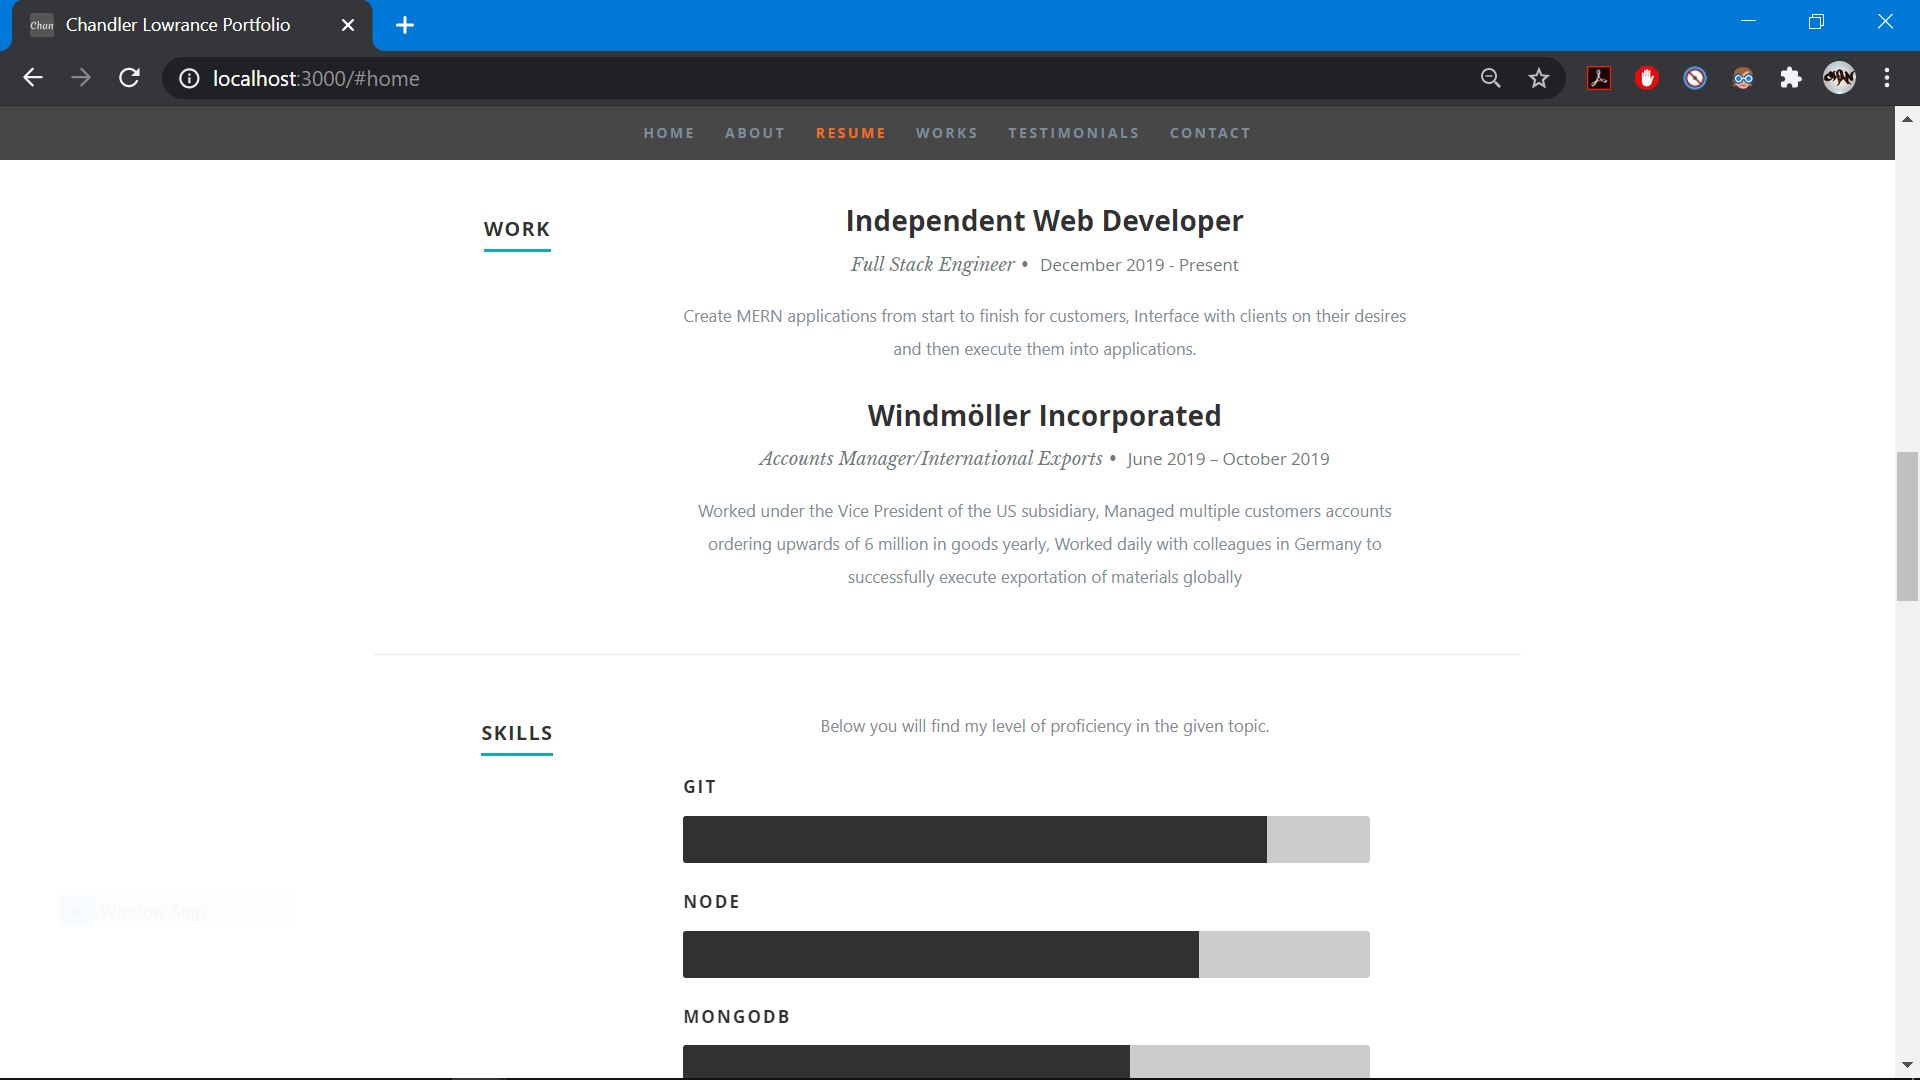 Chan
Chandler Lowrance Portfolio
localhost:3000/#home
HOME ABOUT RESUME WORKS TESTIMONIALS CONTACT
WORK
Independent Web Developer
Full Stack Engineer • December 2019 - Present
Create MERN applications from start to finish for customers, Interface with clients on their desires
and then execute them into applications.
Windmöller Incorporated
Accounts Manager/International Exports • June 2019 – October 2019
Worked under the Vice President of the US subsidiary, Managed multiple customers accounts
ordering upwards of 6 million in goods yearly, Worked daily with colleagues in Germany to
successfully execute exportation of materials globally
SKILLS
Below you will find my level of proficiency in the given topic.
GIT
NODE
Window Snip
MONGODB